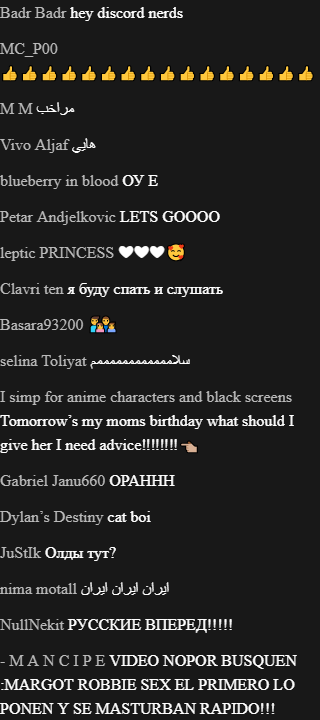 Badr Badr hey discord nerds
MC_P00
👍👍👍👍👍👍👍👍👍👍👍👍👍👍👍👍
M M مراخب
Vivo Aljaf هایی
blueberry in blood ОУ Е
Petar Andjelkovic LETS GOOOO
leptic PRINCESS 🤍🤍🤍🥰
Clavri ten я буду спать и слушать
Basara93200 👩‍👩‍👦‍👦
selina Toliyat سلامممممممممممم
I simp for anime characters and black screens
Tomorrow’s my moms birthday what should I
give her I need advice!!!!!!!! 👈🏽
Gabriel Janu660 OPAHHH
Dylan’s Destiny cat boi
JuStIk Олды тут?
nima motall ایران ایران ایران
NullNekit РУССКИЕ ВПЕРЕД!!!!!
- M A N C I P E VIDEO NOPOR BUSQUEN
:MARGOT ROBBIE SEX EL PRIMERO LO
PONEN Y SE MASTURBAN RAPIDO!!!